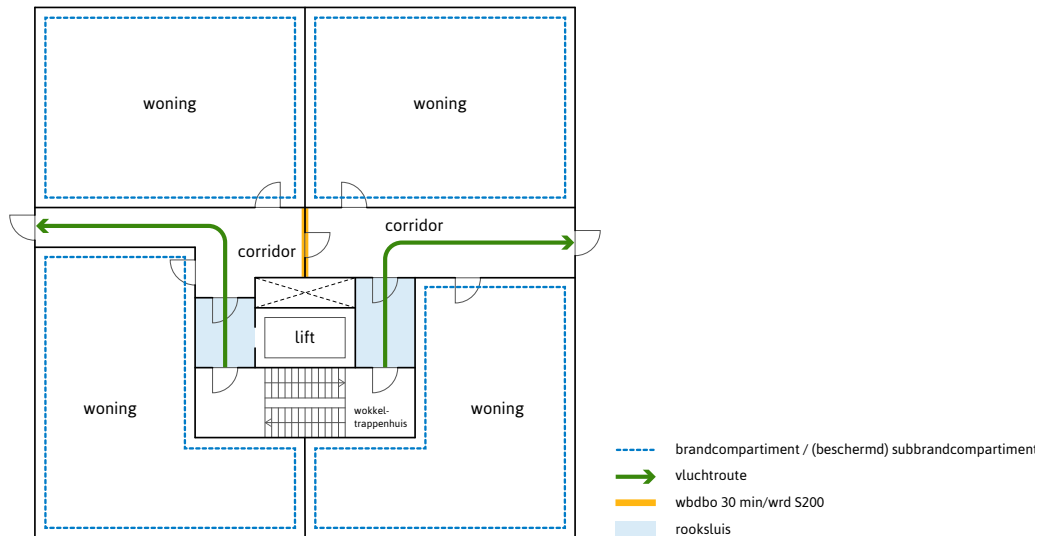 woning
woning
corridor
corridor
lift
woning
wokkel-
trappenhuis
woning
brandcompartiment / (beschermd) subbrandcompartiment
vluchtroute
wbdbo 30 min/wrd S200
rooksluis